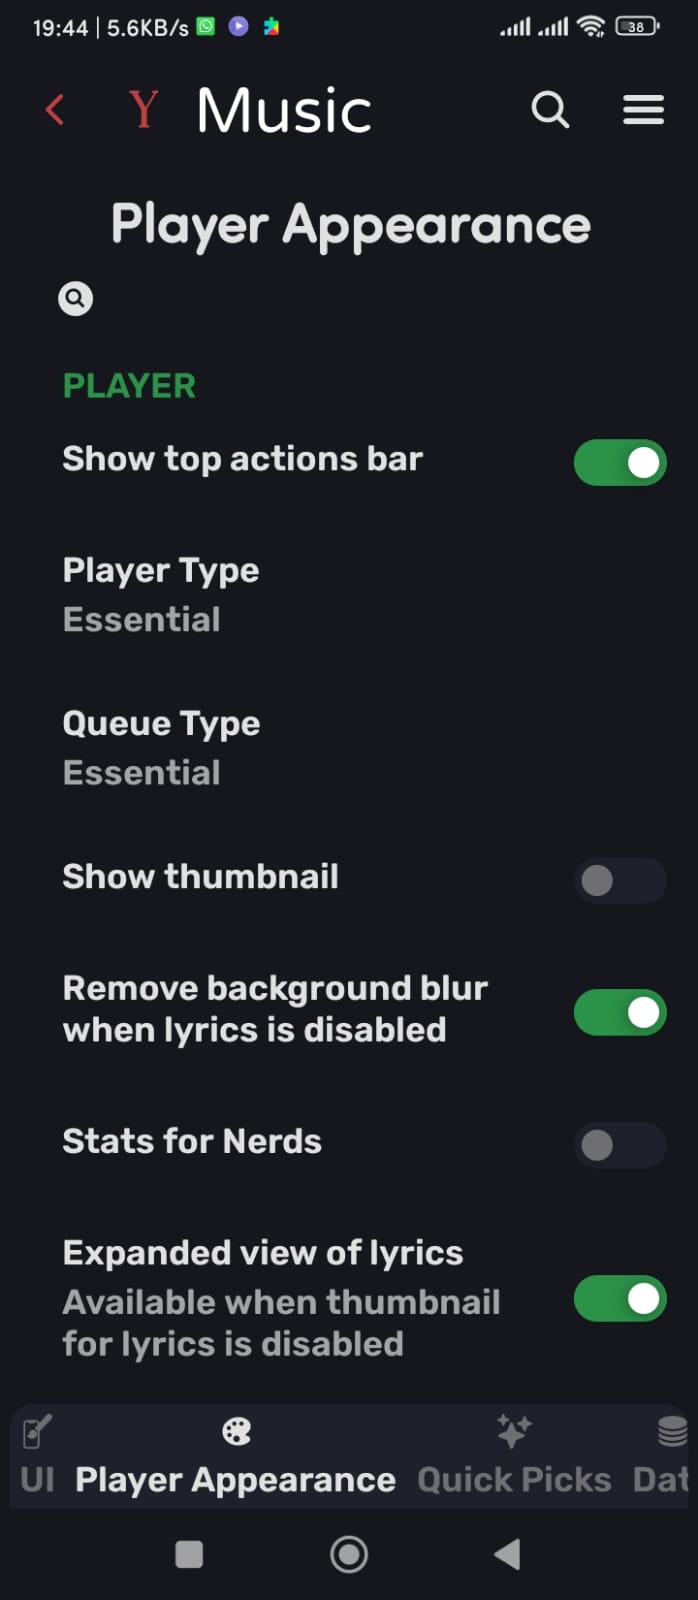 19:44 | 5.6KB/s 38
Y Music
Player Appearance
PLAYER
Show top actions bar
Player Type
Essential
Queue Type
Essential
Show thumbnail
Remove background blur
when lyrics is disabled
Stats for Nerds
Expanded view of lyrics
Available when thumbnail
for lyrics is disabled
UI Player Appearance Quick Picks Dat